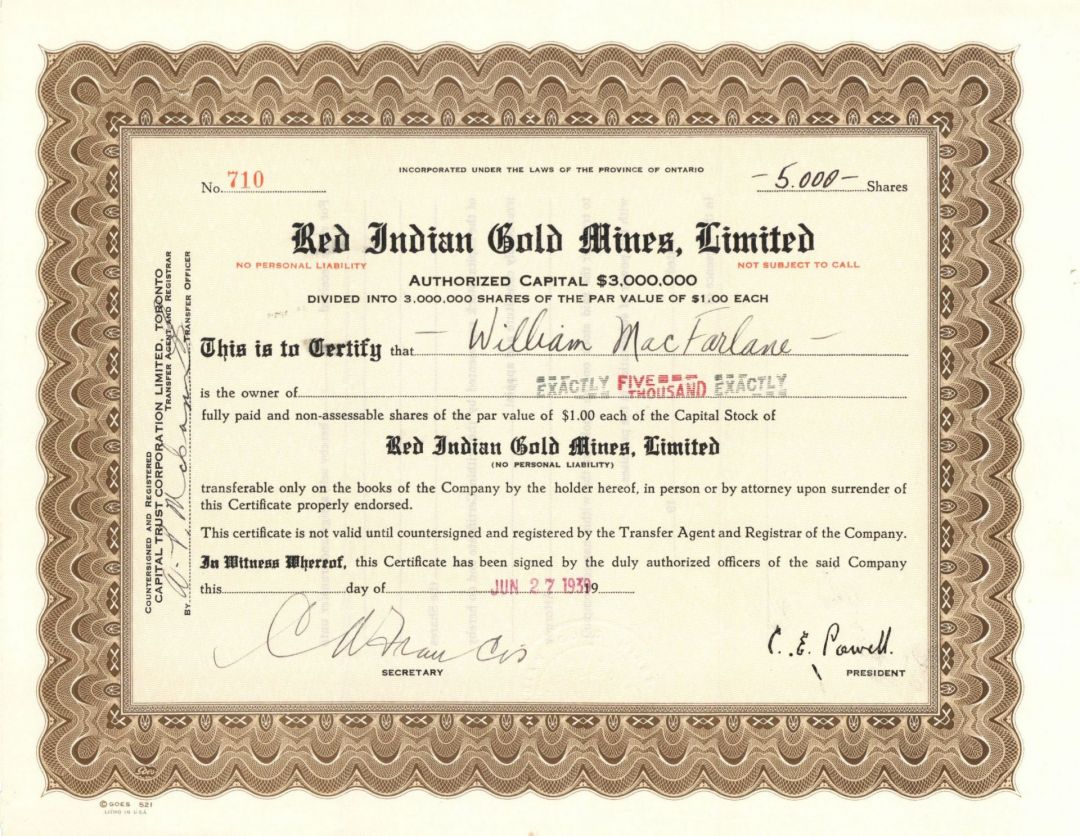 INCORPORATED UNDER THE LAWS OF THE PROVINCE OF ONTARIO
No. 710
- 5.000 - Shares
Red Indian Gold Mines, Limited
NO PERSONAL LIABILITY
NOT SUBJECT TO CALL
AUTHORIZED CAPITAL $3,000,000
DIVIDED INTO 3,000,000 SHARES OF THE PAR VALUE OF $1.00 EACH
This is to Certify that - William MacFarlane -
is the owner of EXACTLY FIVE THOUSAND EXACTLY
fully paid and non-assessable shares of the par value of $1.00 each of the Capital Stock of
Red Indian Gold Mines, Limited
(NO PERSONAL LIABILITY)
transferable only on the books of the Company by the holder hereof, in person or by attorney upon surrender of
this Certificate properly endorsed.
This certificate is not valid until countersigned and registered by the Transfer Agent and Registrar of the Company.
In Witness Whereof, this Certificate has been signed by the duly authorized officers of the said Company
this day of JUN 27 1939 19
C. E. Powell.
SECRETARY
PRESIDENT
COUNTERSIGNED AND REGISTERED
CAPITAL TRUST CORPORATION LIMITED, TORONTO
TRANSFER AGENT AND REGISTRAR
By
TRANSFER OFFICER
Goes
© GOES 521
LITHO IN U.S.A.